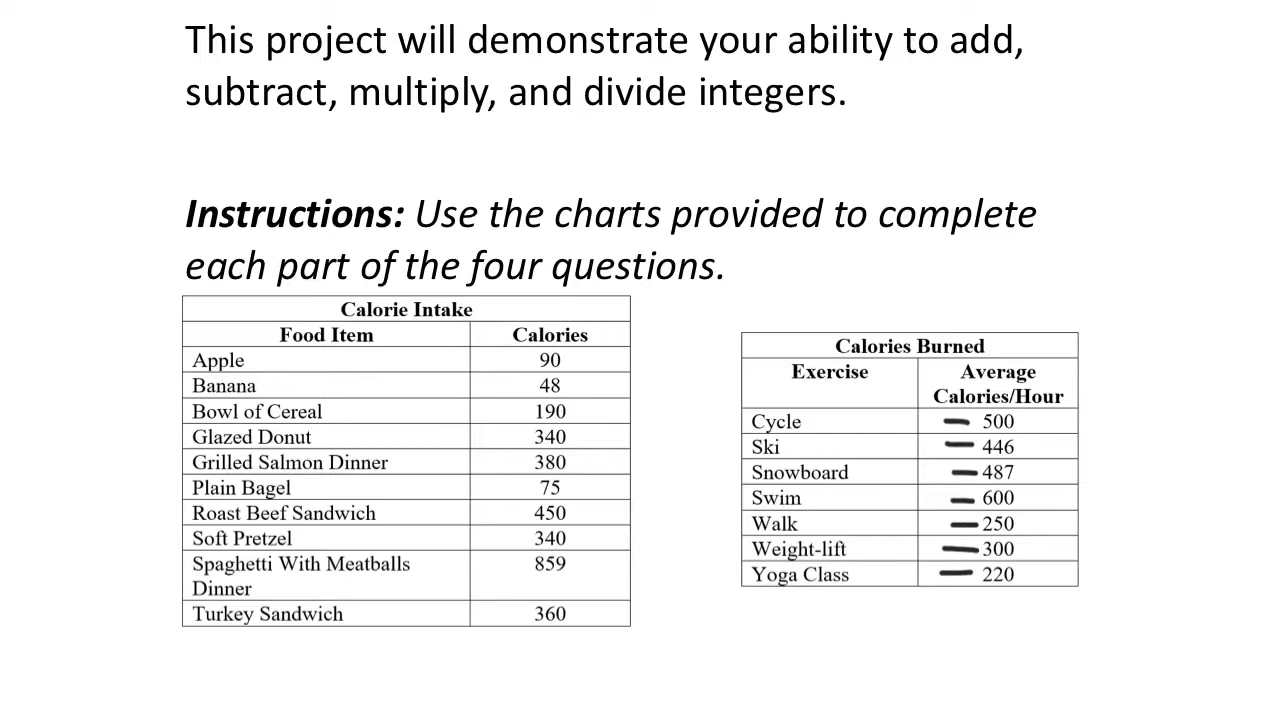 This project will demonstrate your ability to add,
subtract, multiply, and divide integers.
Instructions: Use the charts provided to complete
each part of the four questions.
Calorie Intake
Food Item Calories
Apple 90
Banana 48
Bowl of Cereal 190
Glazed Donut 340
Grilled Salmon Dinner 380
Plain Bagel 75
Roast Beef Sandwich 450
Soft Pretzel 340
Spaghetti With Meatballs 859
Dinner
Turkey Sandwich 360
Calories Burned
Exercise Average
Calories/Hour
Cycle — 500
Ski — 446
Snowboard — 487
Swim — 600
Walk — 250
Weight-lift — 300
Yoga Class — 220